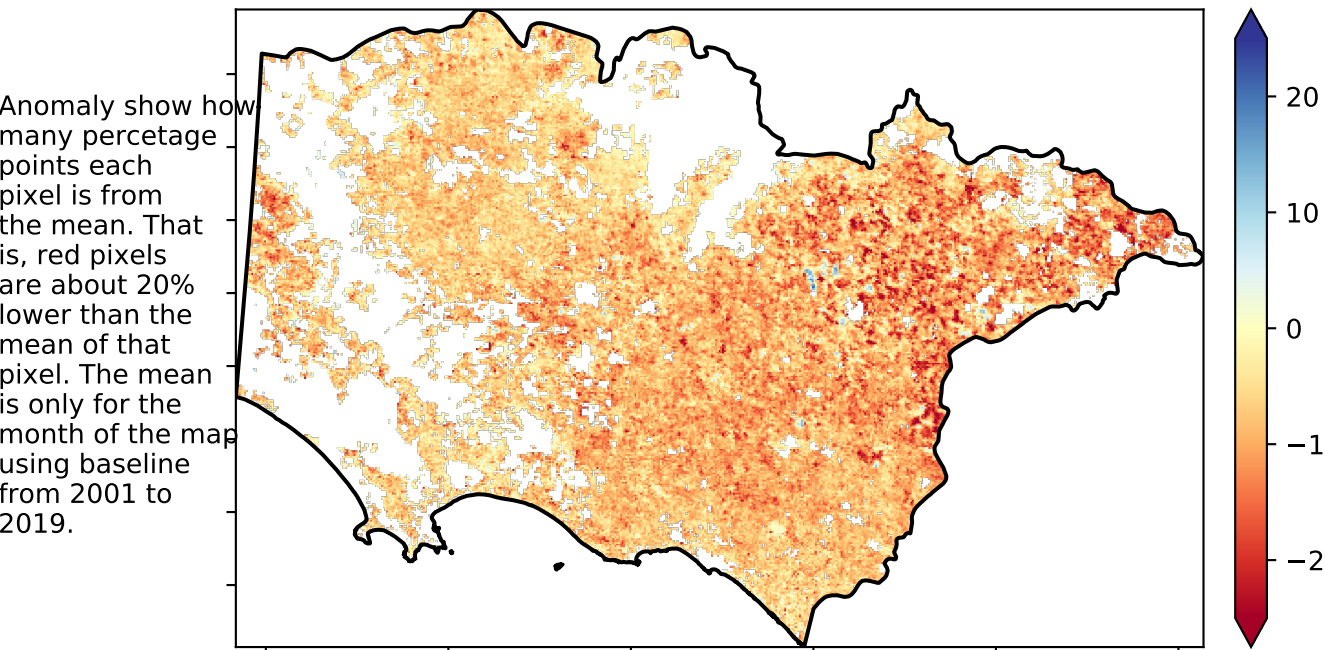 Anomaly show how
many percetage
points each
pixel is from
the mean. That
is, red pixels
are about 20%
lower than the
mean of that
pixel. The mean
is only for the
month of the map
using baseline
from 2001 to
2019.
20
10
0
−1
−2